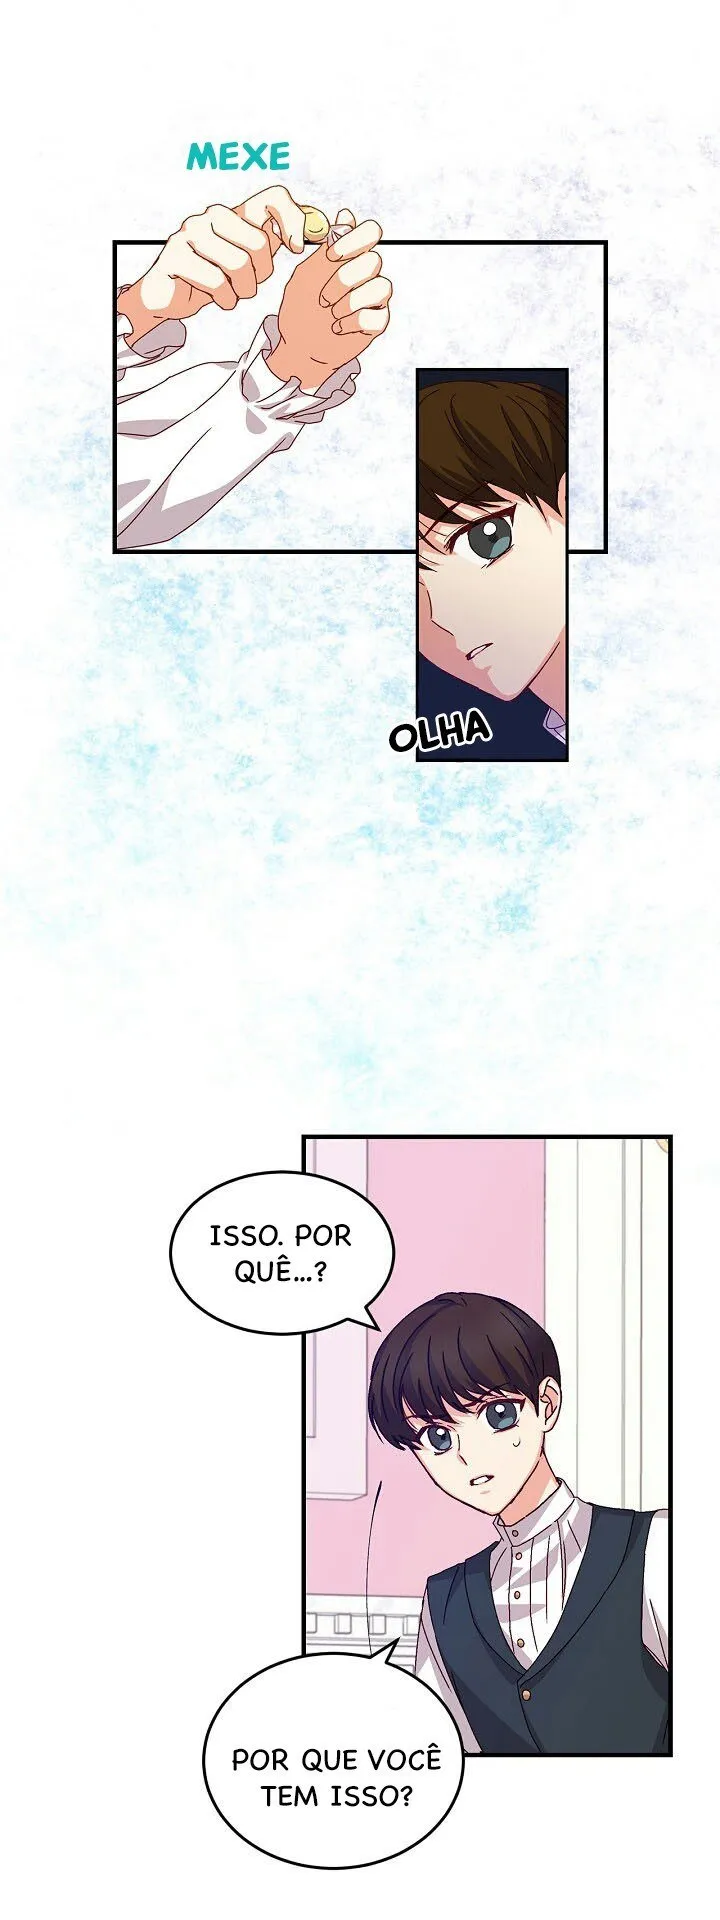 MEXE
OLHA
ISSO. POR
QUÊ...?
POR QUE VOCÊ
TEM ISSO?